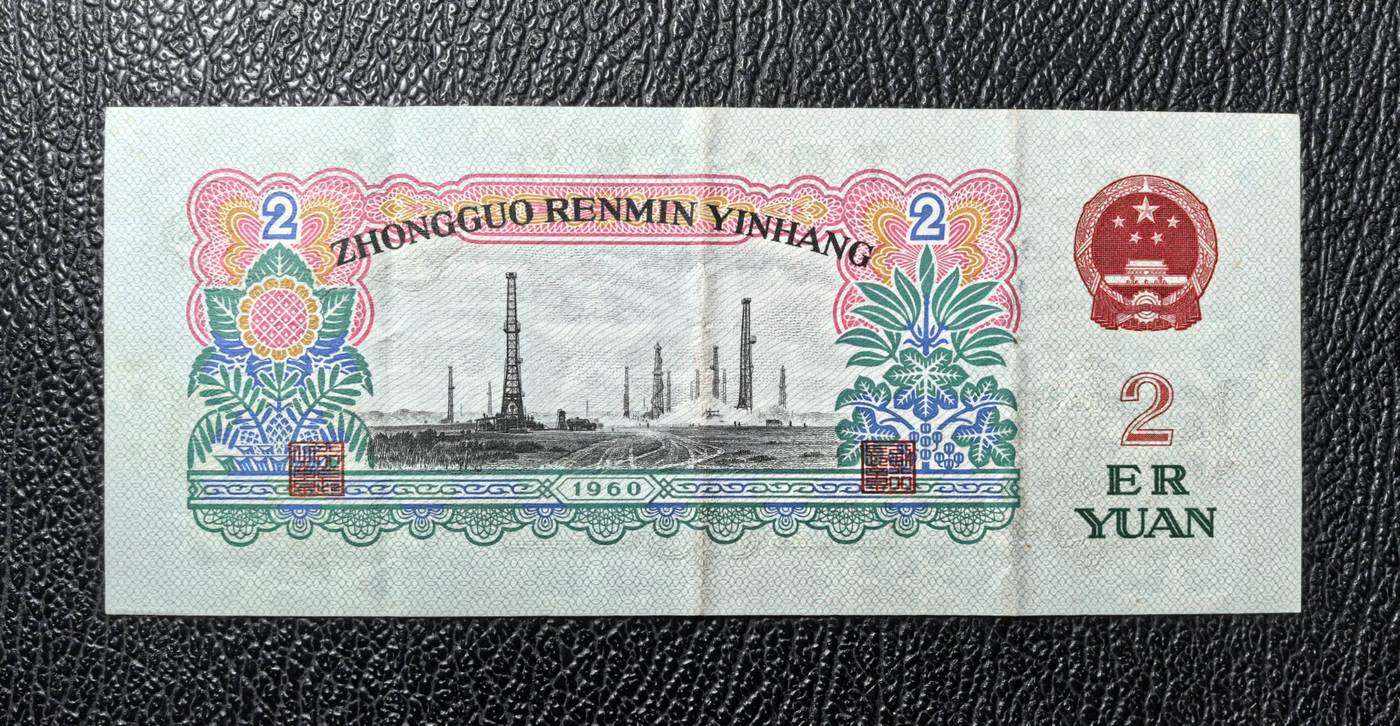 2
2
ZHONGGUO RENMIN YINHANG
1960
2
ER
YUAN